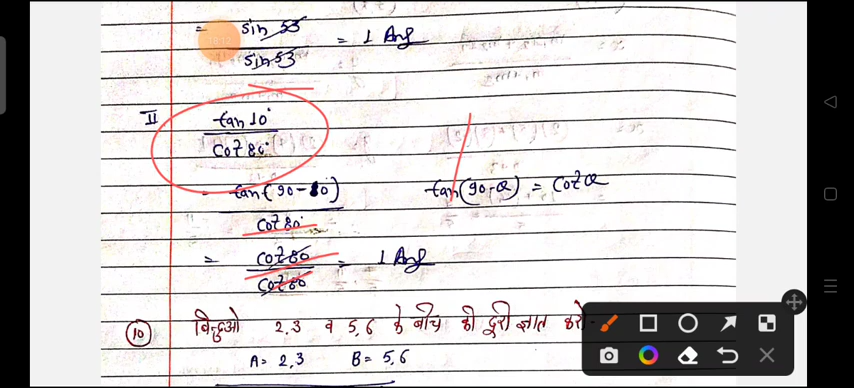 = sin 53 / sin 53 = 1 Ans
II tan 10° / cot 80°
= tan(90-80°) / cot 80° tan(90-θ) = cot θ
= cot 80 / cot 80 = 1 Ans
10 बिन्दुओ 2,3 व 5,6 के बीच की दूरी ज्ञात करो-
A = 2,3 B = 5,6